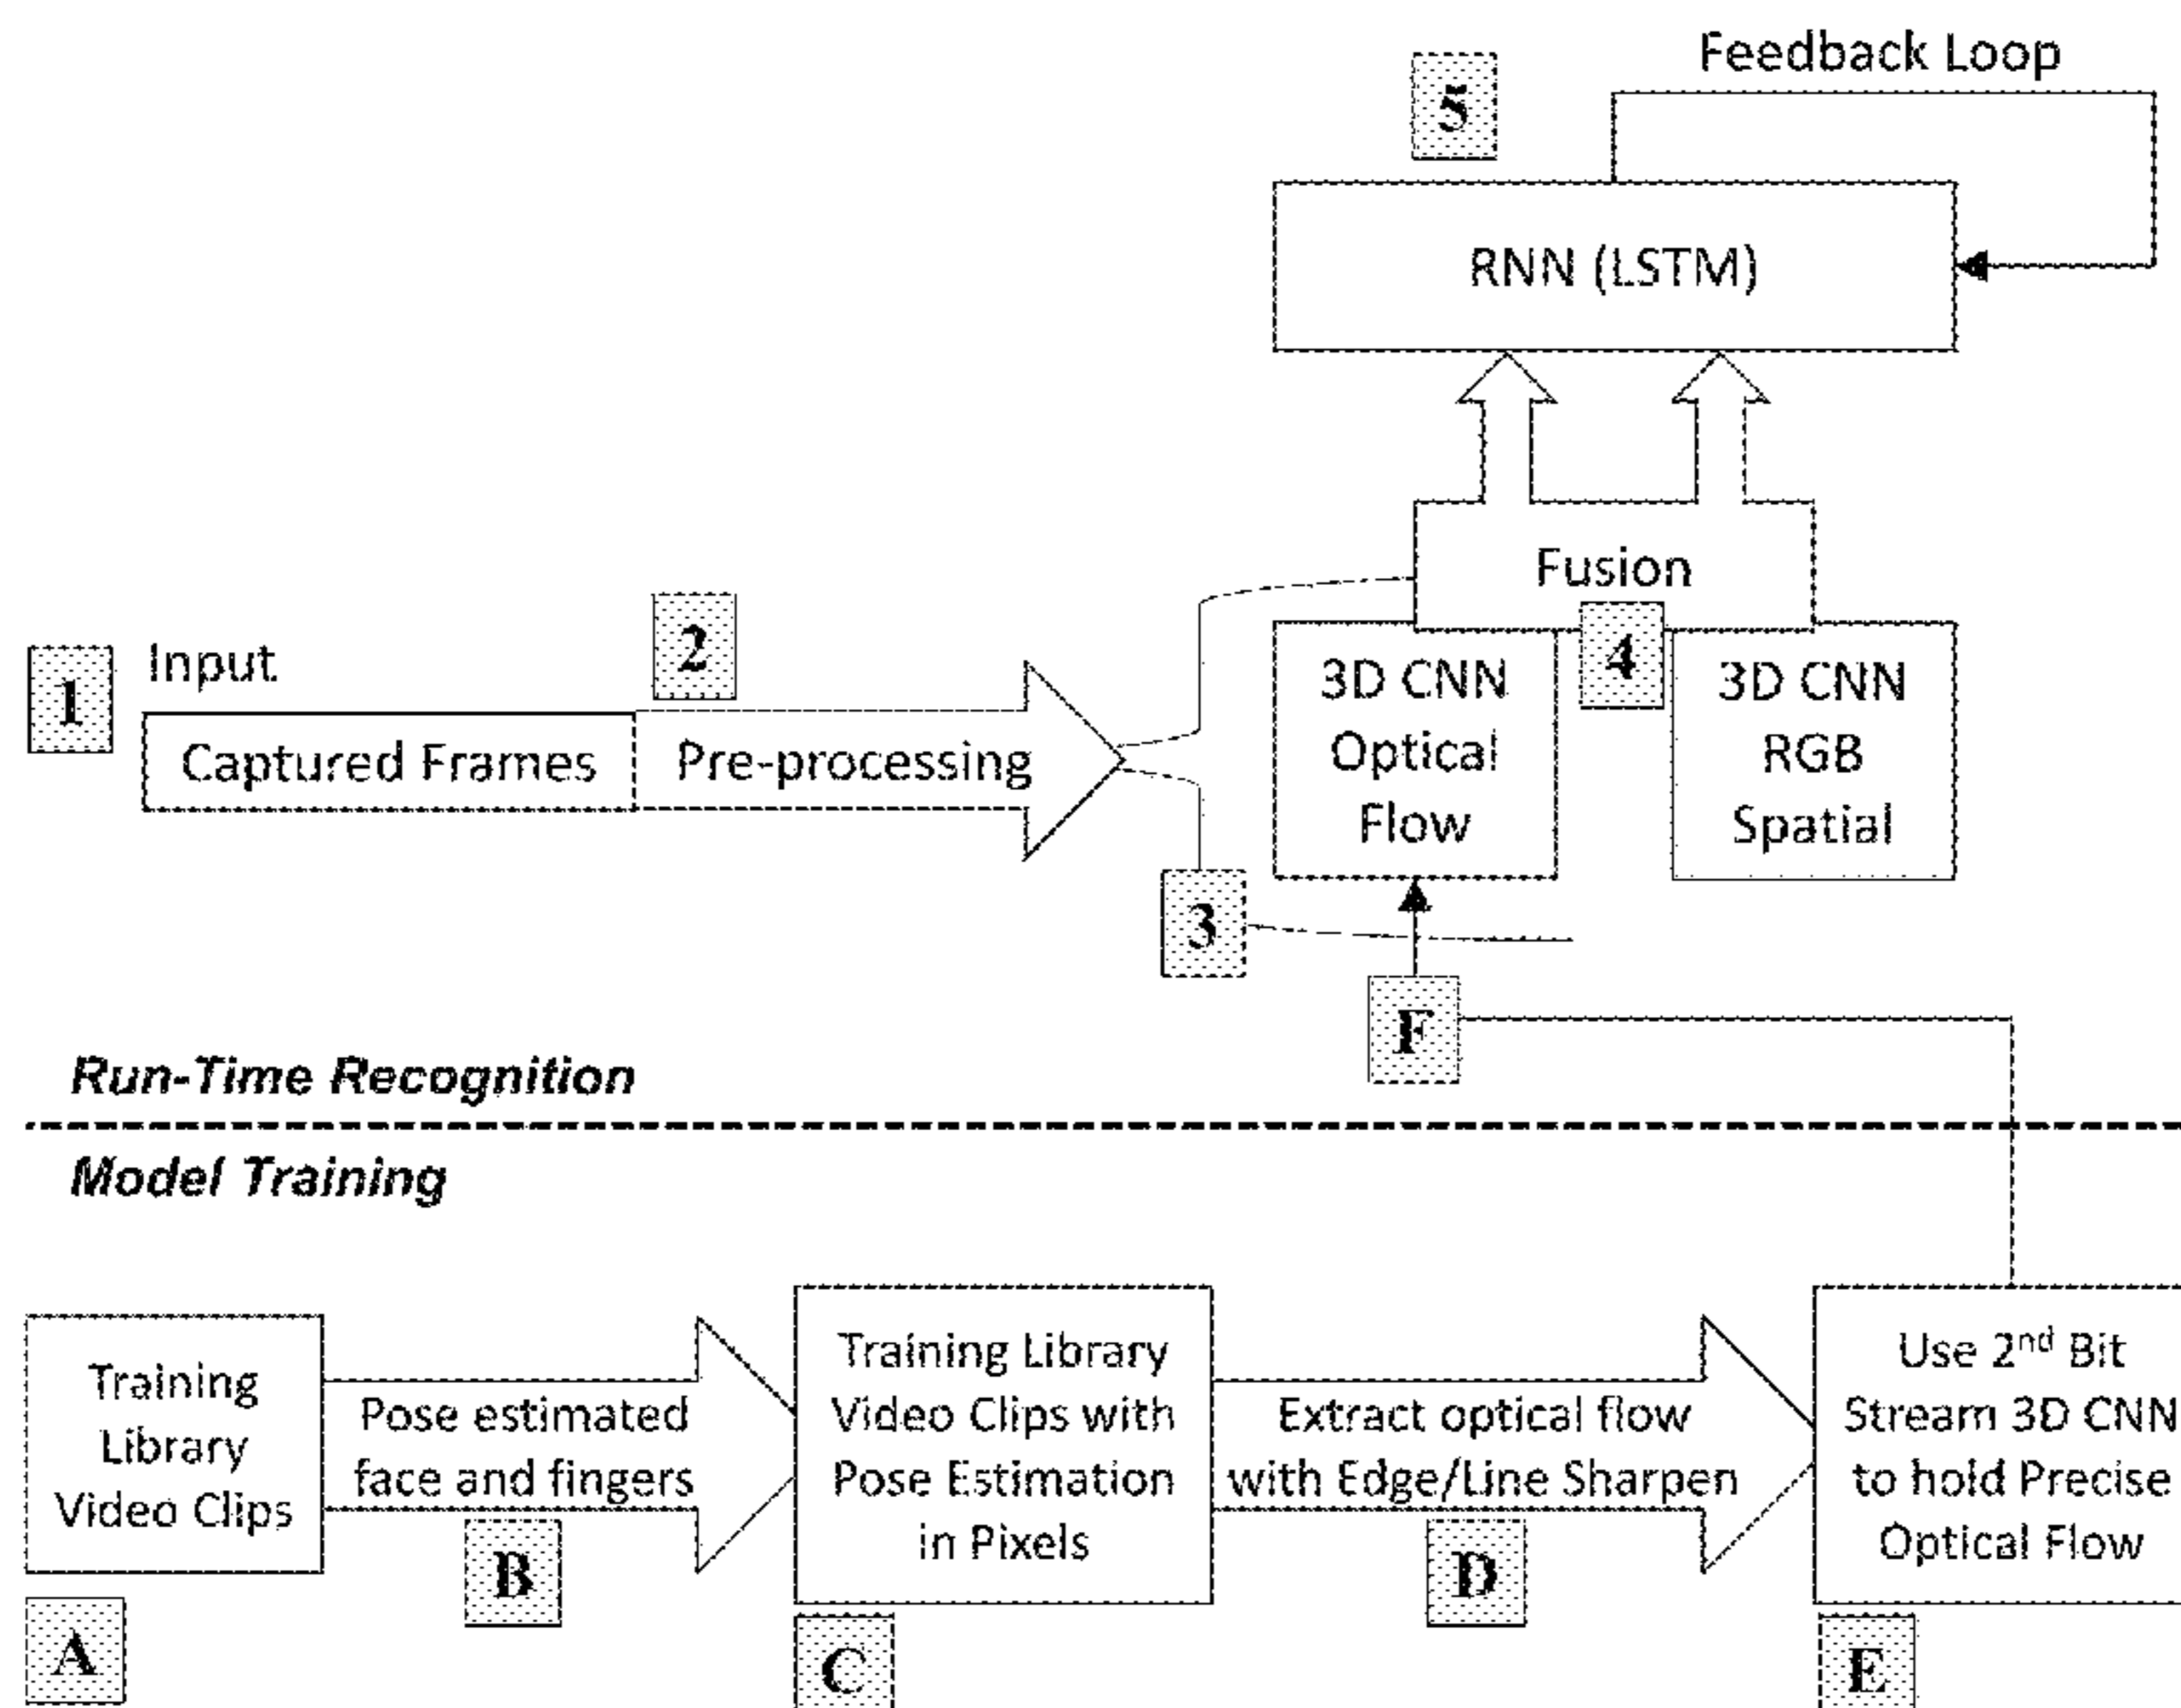 Feedback Loop
5
RNN (LSTM)
Fusion
1
Input
2
4
Captured Frames
Pre-processing
3D CNN
Optical
Flow
3D CNN
RGB
Spatial
3
F
Run-Time Recognition
Model Training
Training
Library
Video Clips
Pose estimated
face and fingers
Training Library
Video Clips with
Pose Estimation
in Pixels
Extract optical flow
with Edge/Line Sharpen
Use 2nd Bit
Stream 3D CNN
to hold Precise
Optical Flow
A
B
C
D
E